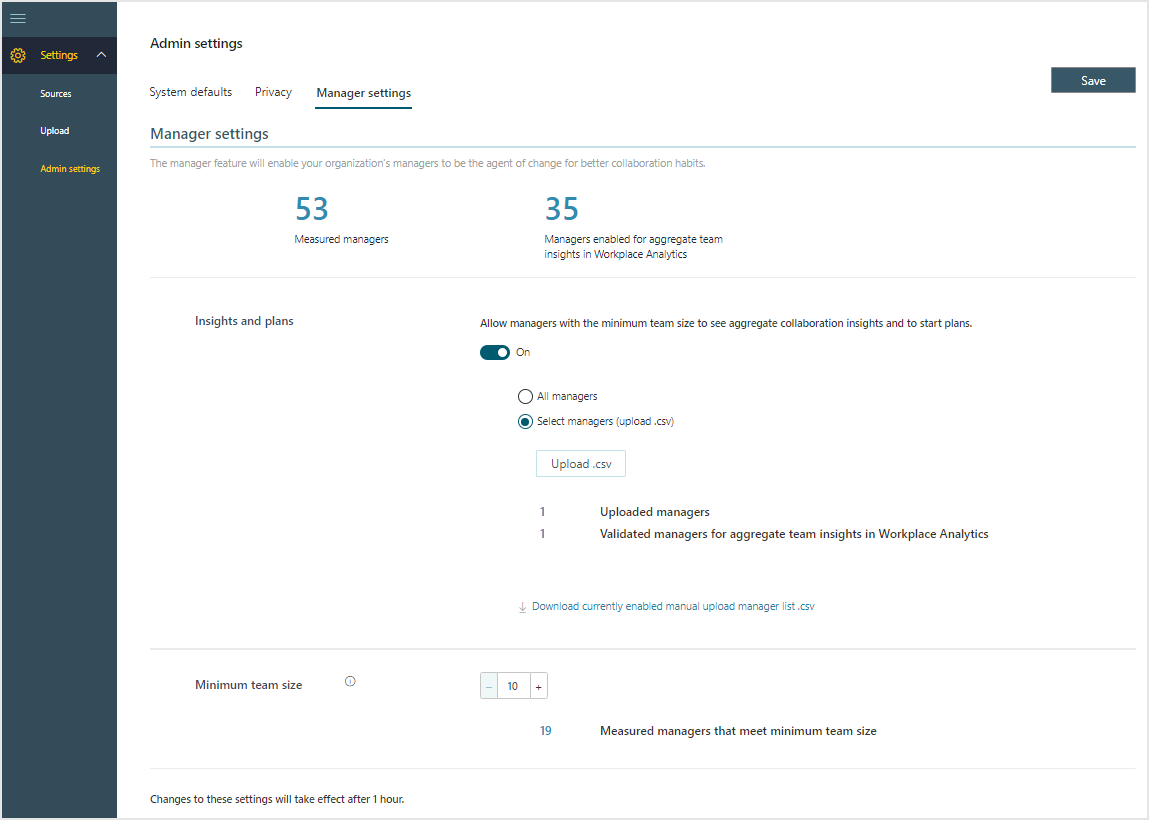 Settings
Sources
Upload
Admin settings
Admin settings
System defaults
Privacy
Manager settings
Save
Manager settings
The manager feature will enable your organization's managers to be the agent of change for better collaboration habits.
53
Measured managers
35
Managers enabled for aggregate team
insights in Workplace Analytics
Insights and plans
Allow managers with the minimum team size to see aggregate collaboration insights and to start plans.
On
All managers
Select managers (upload .csv)
Upload .csv
1 Uploaded managers
1 Validated managers for aggregate team insights in Workplace Analytics
Download currently enabled manual upload manager list .csv
Minimum team size
− 10 +
19 Measured managers that meet minimum team size
Changes to these settings will take effect after 1 hour.